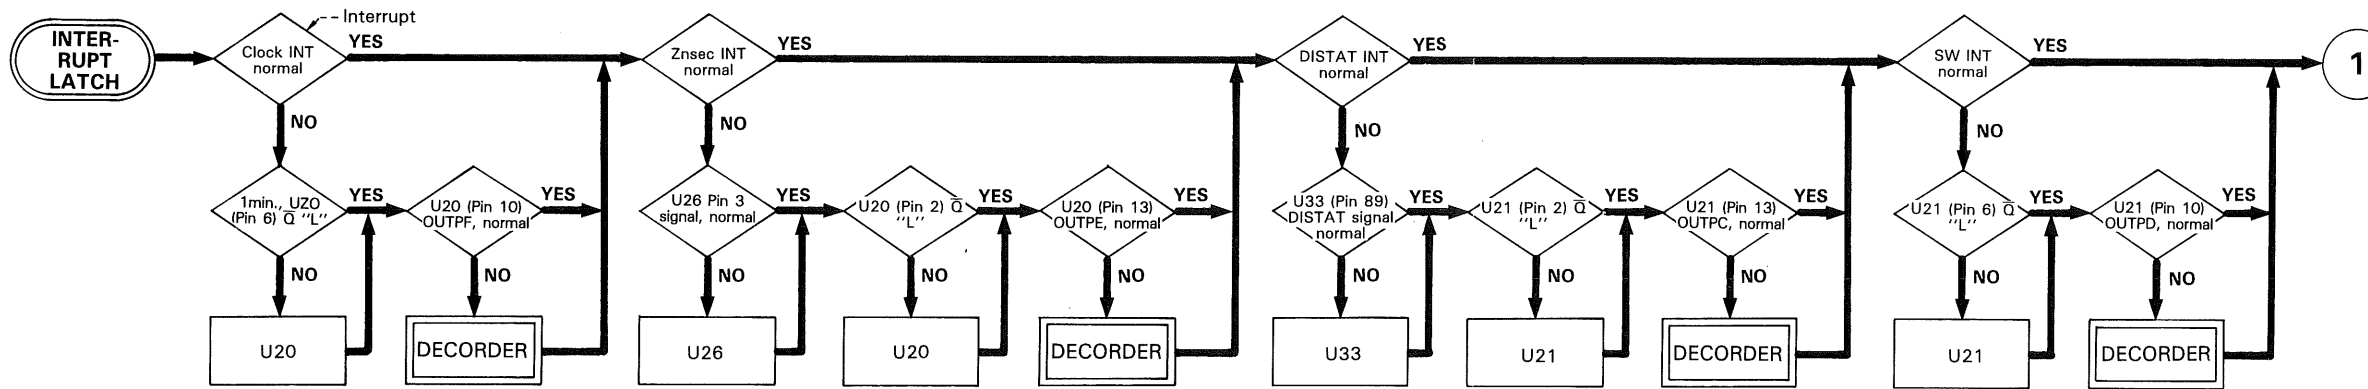 INTER-
RUPT
LATCH
Interrupt
Clock INT
normal
YES
NO
1min., UZO
(Pin 6) Q̅ "L"
YES
NO
U20
U20 (Pin 10)
OUTPF, normal
YES
NO
DECORDER
Znsec INT
normal
YES
NO
U26 Pin 3
signal, normal
YES
NO
U26
U20 (Pin 2) Q̅
"L"
YES
NO
U20
U20 (Pin 13)
OUTPE, normal
YES
NO
DECORDER
DISTAT INT
normal
YES
NO
U33 (Pin 89)
DISTAT signal
normal
YES
NO
U33
U21 (Pin 2) Q̅
"L"
YES
NO
U21
U21 (Pin 13)
OUTPC, normal
YES
NO
DECORDER
SW INT
normal
YES
NO
U21 (Pin 6) Q̅
"L"
YES
NO
U21
U21 (Pin 10)
OUTPD, normal
YES
NO
DECORDER
1